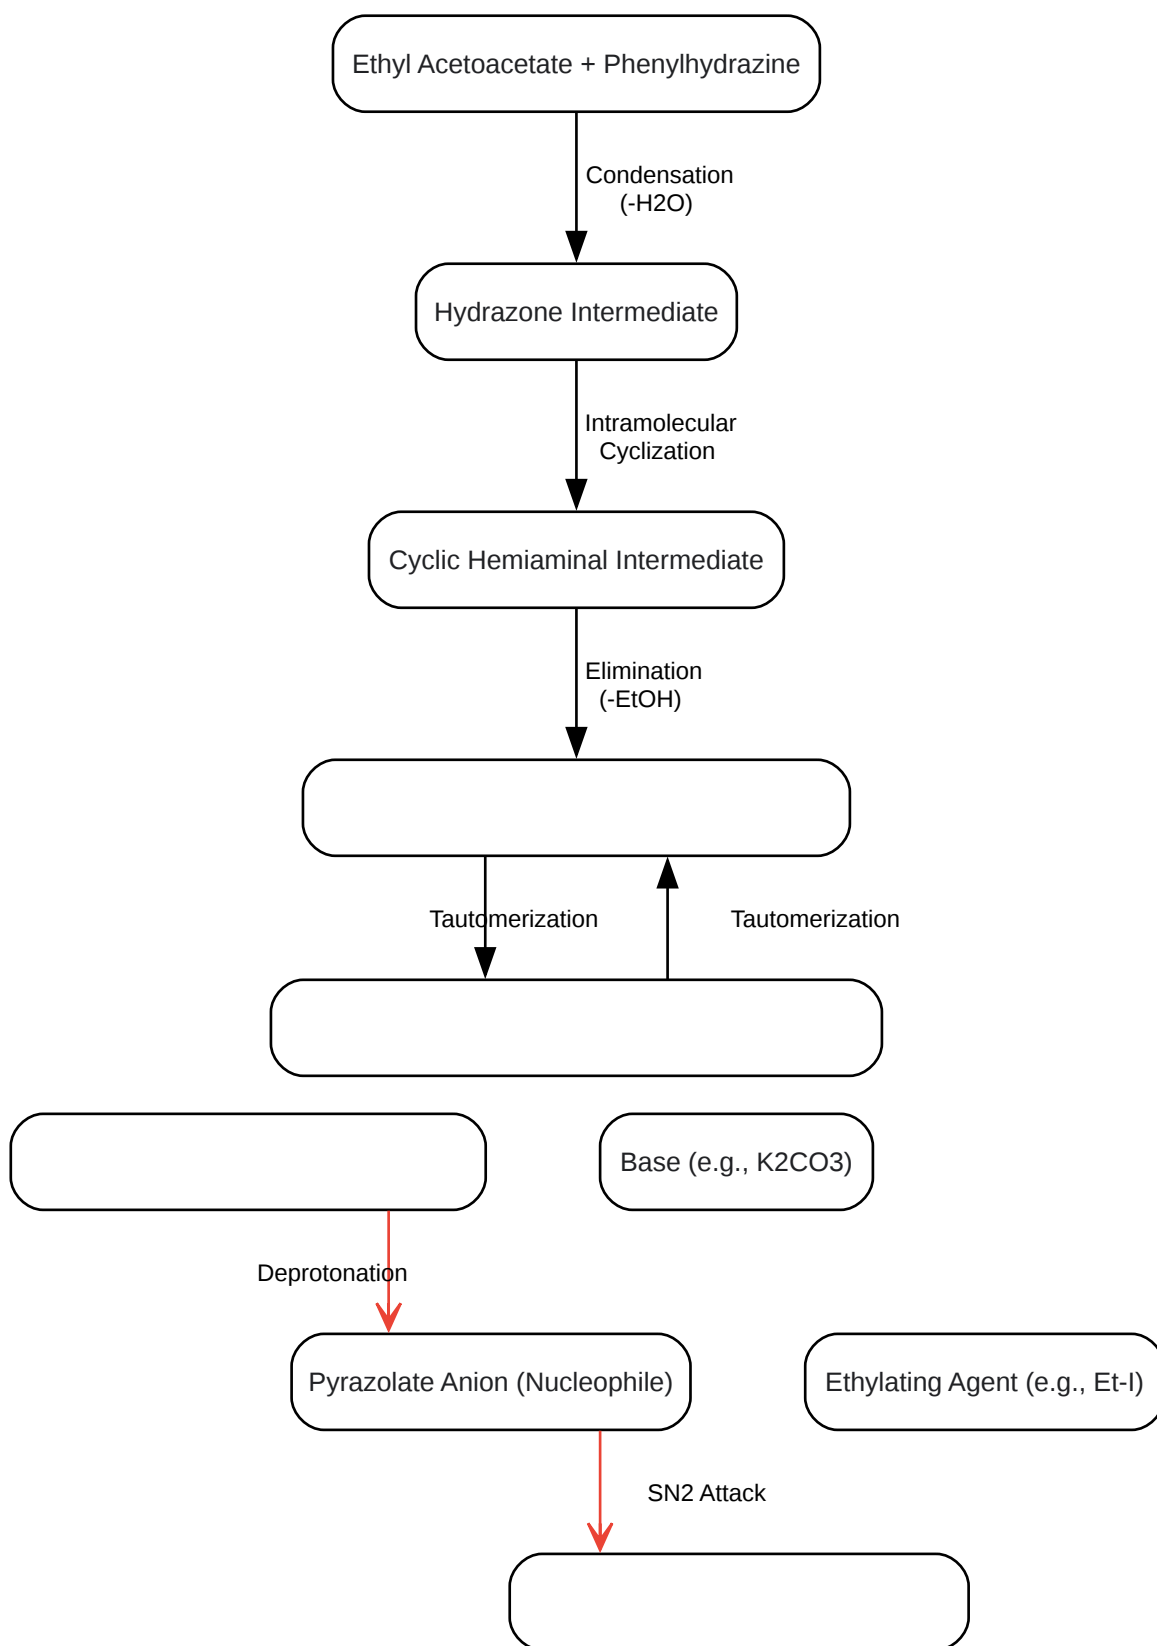 Ethyl Acetoacetate + Phenylhydrazine
Condensation
(-H2O)
Hydrazone Intermediate
Intramolecular
Cyclization
Cyclic Hemiaminal Intermediate
Elimination
(-EtOH)
Tautomerization
Tautomerization
Base (e.g., K2CO3)
Deprotonation
Pyrazolate Anion (Nucleophile)
Ethylating Agent (e.g., Et-I)
SN2 Attack